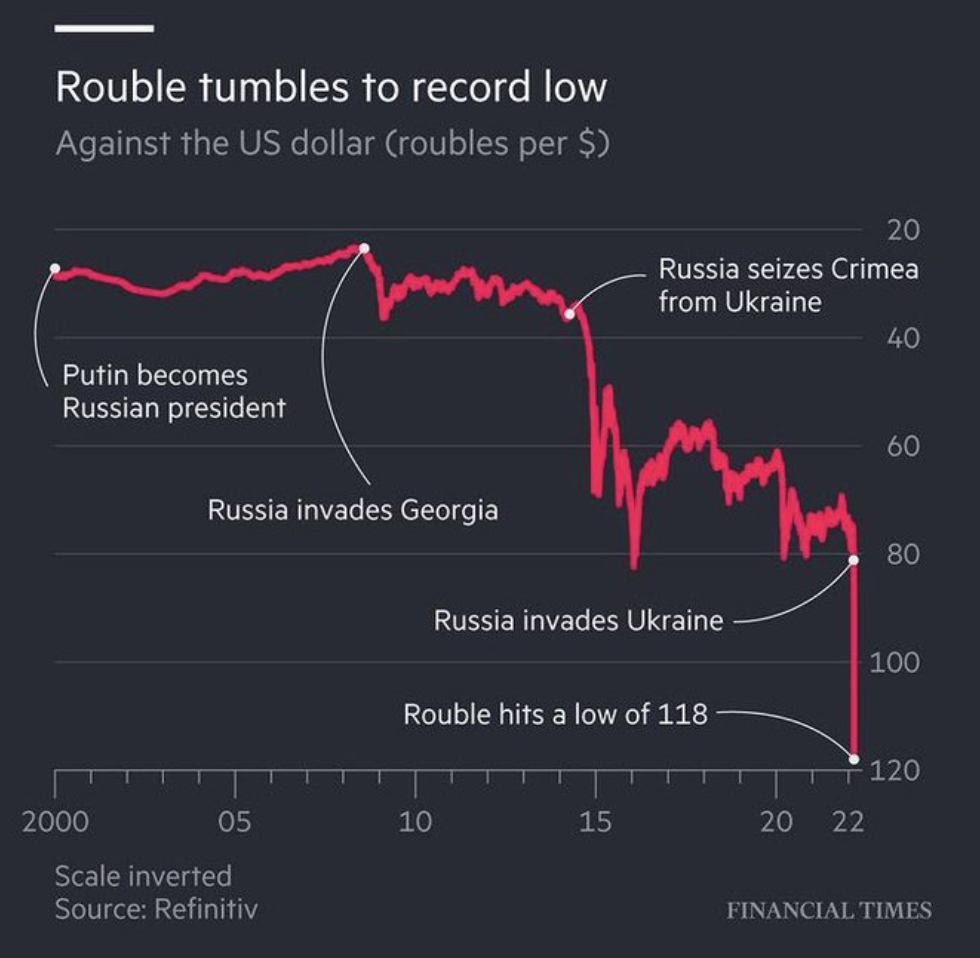 Rouble tumbles to record low
Against the US dollar (roubles per $)
20
Russia seizes Crimea
from Ukraine
40
Putin becomes
Russian president
60
Russia invades Georgia
80
Russia invades Ukraine
100
Rouble hits a low of 118
120
2000 05 10 15 20 22
Scale inverted
Source: Refinitiv
FINANCIAL TIMES